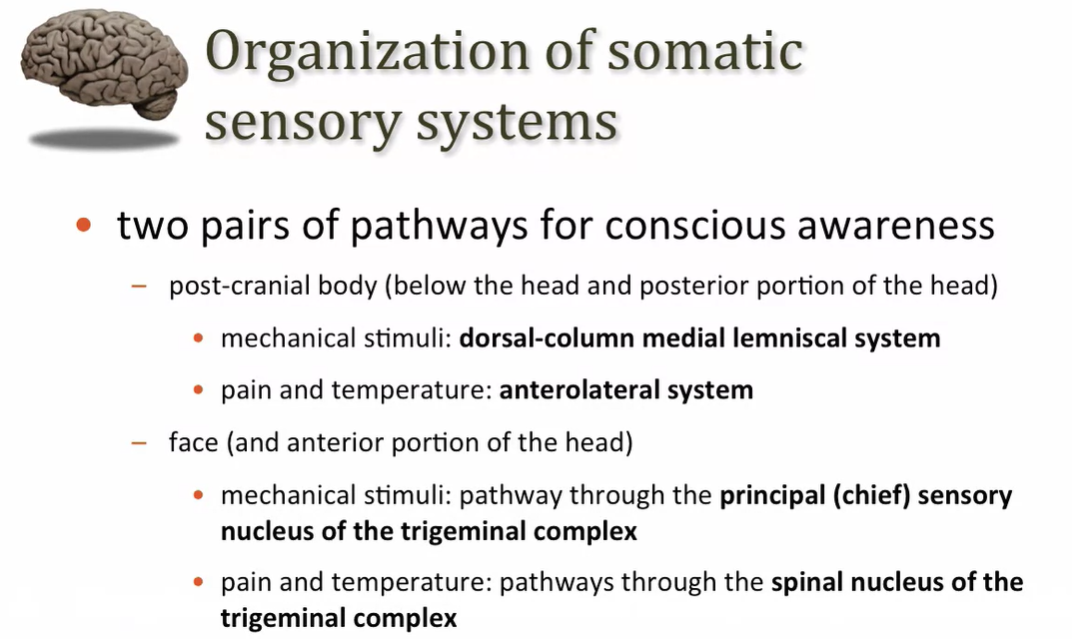 Organization of somatic
sensory systems
• two pairs of pathways for conscious awareness
– post-cranial body (below the head and posterior portion of the head)
• mechanical stimuli: dorsal-column medial lemniscal system
• pain and temperature: anterolateral system
– face (and anterior portion of the head)
• mechanical stimuli: pathway through the principal (chief) sensory
nucleus of the trigeminal complex
• pain and temperature: pathways through the spinal nucleus of the
trigeminal complex